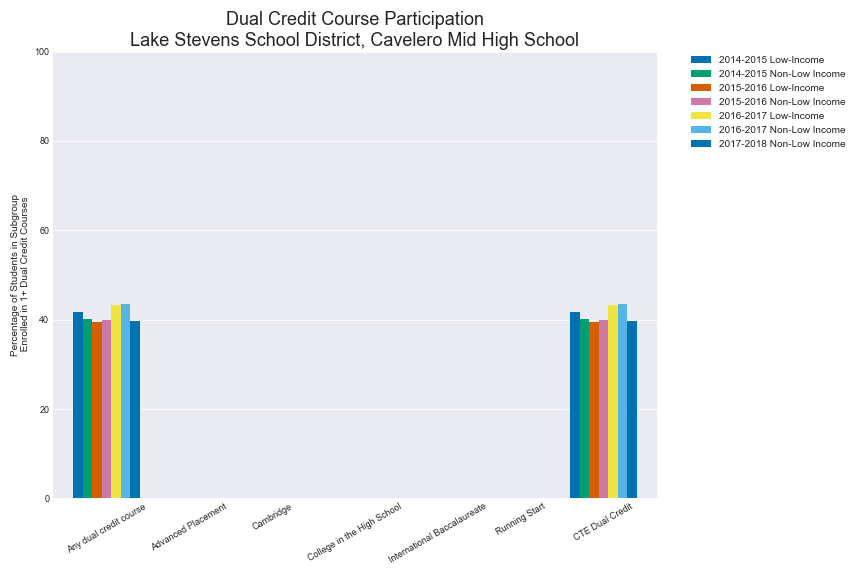 Dual Credit Course Participation
Lake Stevens School District, Cavelero Mid High School
100
80
60
40
20
0
Percentage of Students in Subgroup
Enrolled in 1+ Dual Credit Courses
Any dual credit course
Advanced Placement
Cambridge
College in the High School
International Baccalaureate
Running Start
CTE Dual Credit
2014-2015 Low-Income
2014-2015 Non-Low Income
2015-2016 Low-Income
2015-2016 Non-Low Income
2016-2017 Low-Income
2016-2017 Non-Low Income
2017-2018 Non-Low Income